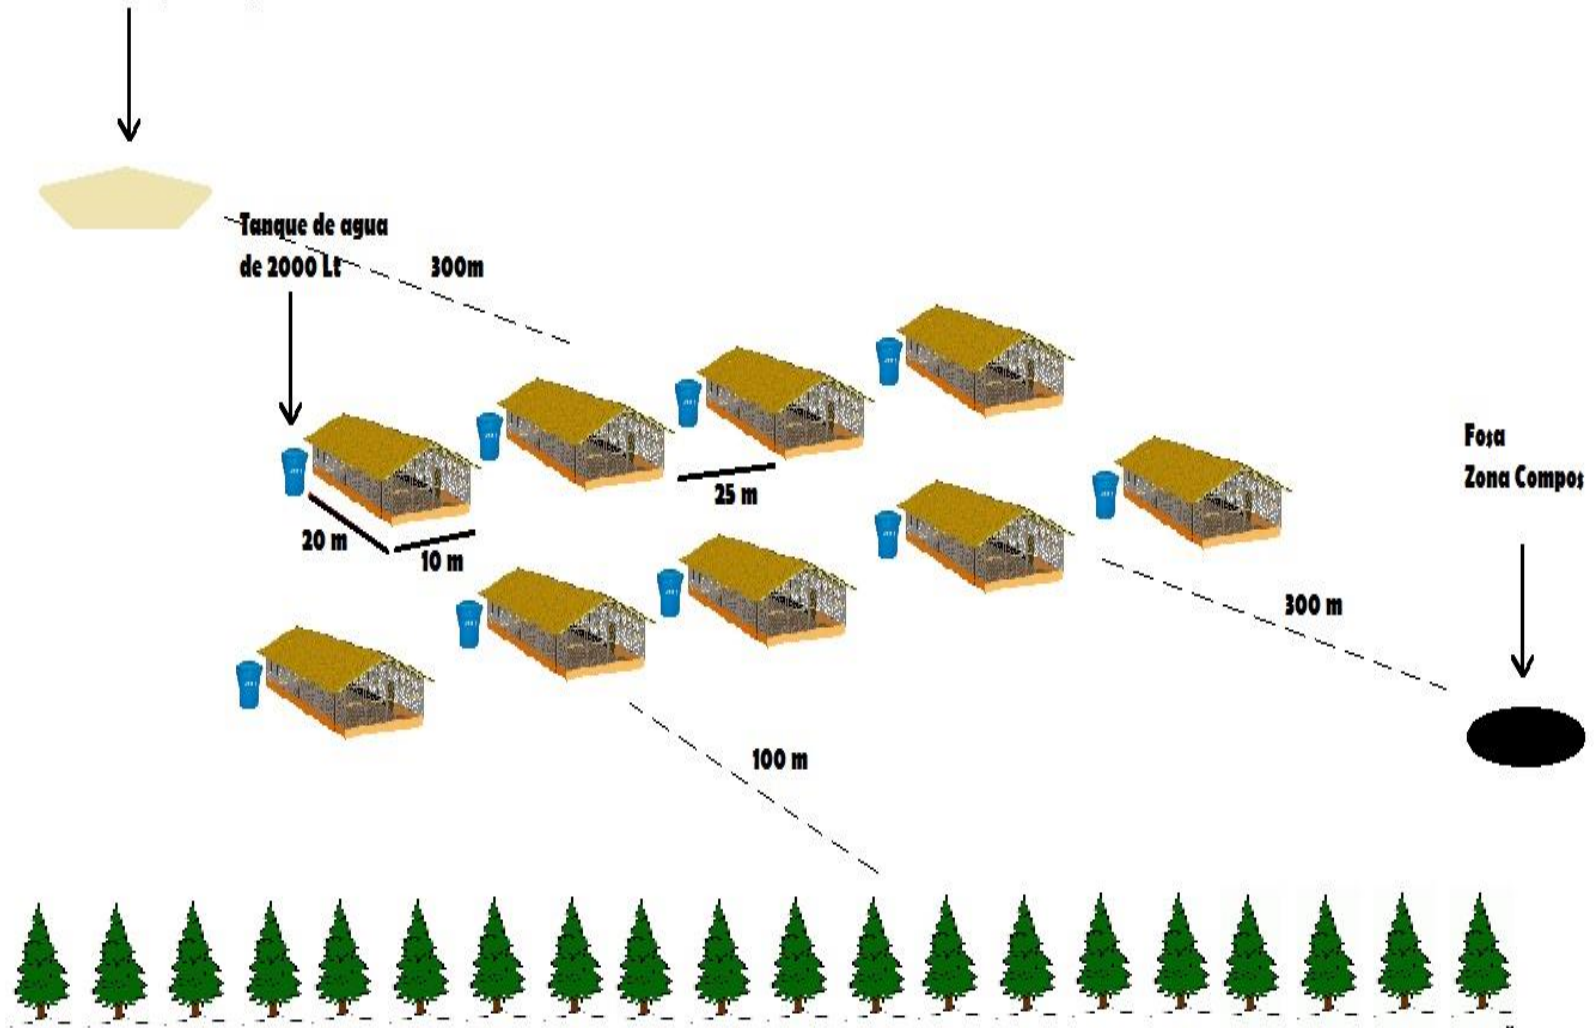 Tanque de agua
de 2000 Lt
300m
25 m
20 m
10 m
Fosa
Zona Compos
300 m
100 m